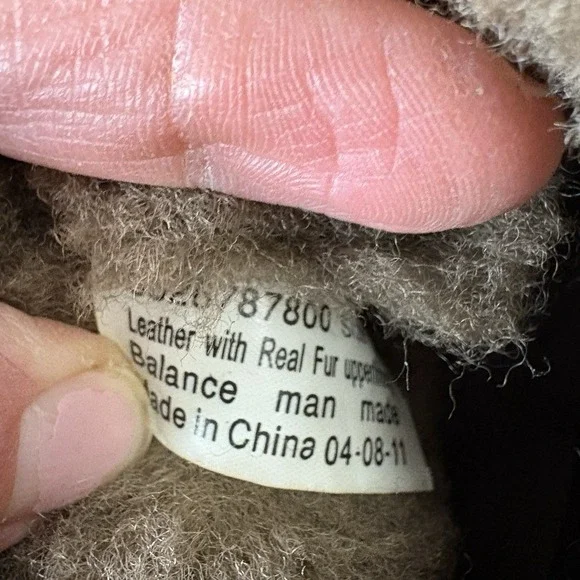 787800
Leather with Real Fur upper
Balance man made
Made in China 04-08-11